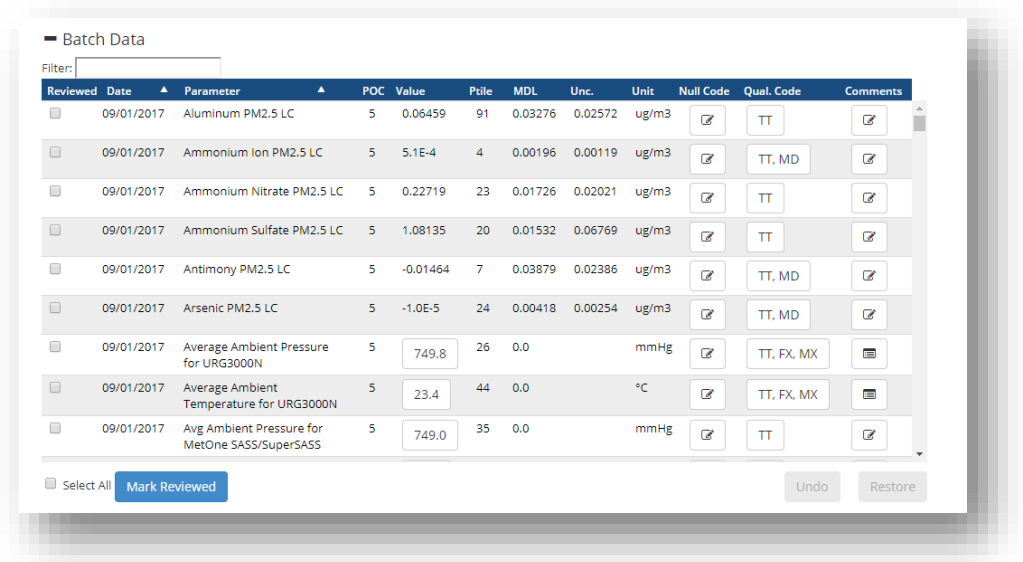 Batch Data
Filter:
Reviewed Date Parameter POC Value Ptile MDL Unc. Unit Null Code Qual. Code Comments
09/01/2017 Aluminum PM2.5 LC 5 0.06459 91 0.03276 0.02572 ug/m3 TT
09/01/2017 Ammonium Ion PM2.5 LC 5 5.1E-4 4 0.00196 0.00119 ug/m3 TT, MD
09/01/2017 Ammonium Nitrate PM2.5 LC 5 0.22719 23 0.01726 0.02021 ug/m3 TT
09/01/2017 Ammonium Sulfate PM2.5 LC 5 1.08135 20 0.01532 0.06769 ug/m3 TT
09/01/2017 Antimony PM2.5 LC 5 -0.01464 7 0.03879 0.02386 ug/m3 TT, MD
09/01/2017 Arsenic PM2.5 LC 5 -1.0E-5 24 0.00418 0.00254 ug/m3 TT, MD
09/01/2017 Average Ambient Pressure 5 749.8 26 0.0 mmHg TT, FX, MX
for URG3000N
09/01/2017 Average Ambient 5 23.4 44 0.0 °C TT, FX, MX
Temperature for URG3000N
09/01/2017 Avg Ambient Pressure for 5 749.0 35 0.0 mmHg TT
MetOne SASS/SuperSASS
Select All Mark Reviewed Undo Restore